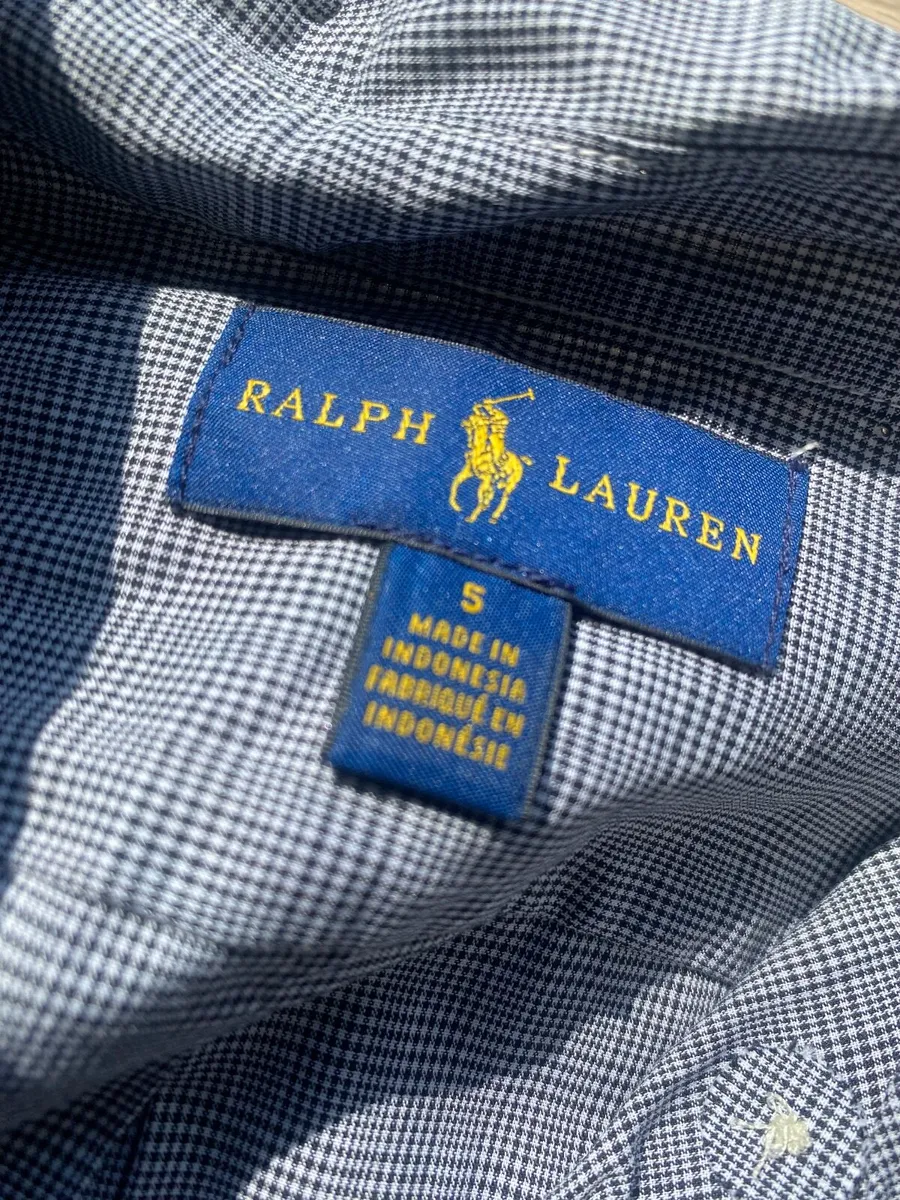 RALPH LAUREN
5
MADE IN
INDONESIA
FABRIQUÉ EN
INDONÉSIE